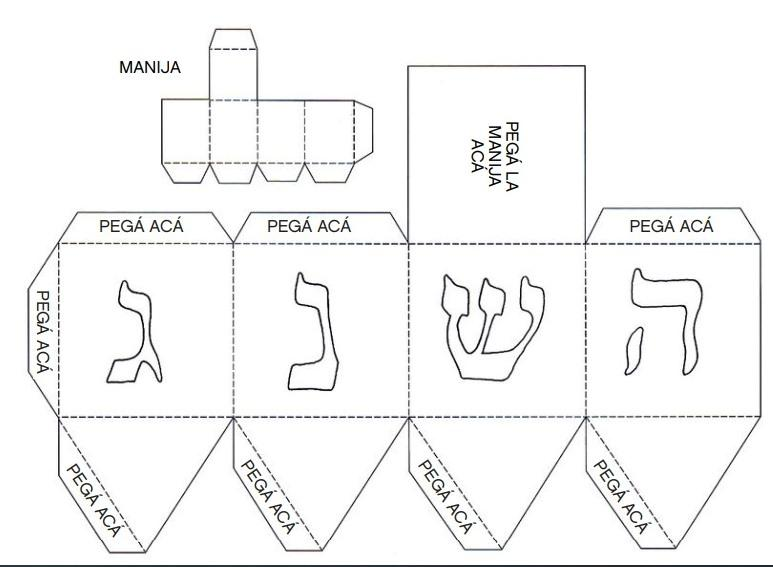 MANIJA
PEGÁ LA
MANIJA
ACÁ
PEGÁ ACÁ
PEGÁ ACÁ
PEGÁ ACÁ
PEGÁ ACÁ
ג
נ
ש
ה
PEGÁ ACÁ
PEGÁ ACÁ
PEGÁ ACÁ
PEGÁ ACÁ